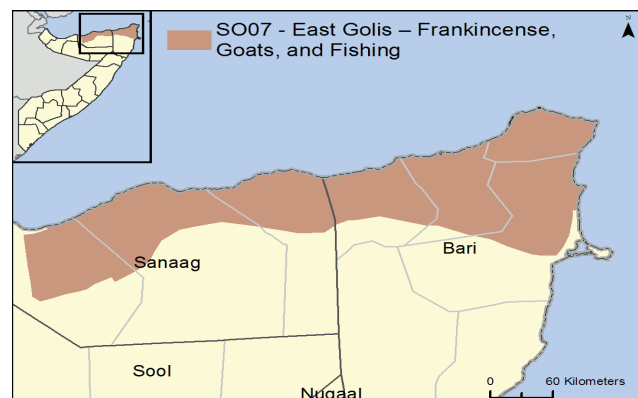 SO07 - East Golis – Frankincense,
Goats, and Fishing
N
Sanaag
Bari
Sool
Nugaal
0 60 Kilometers